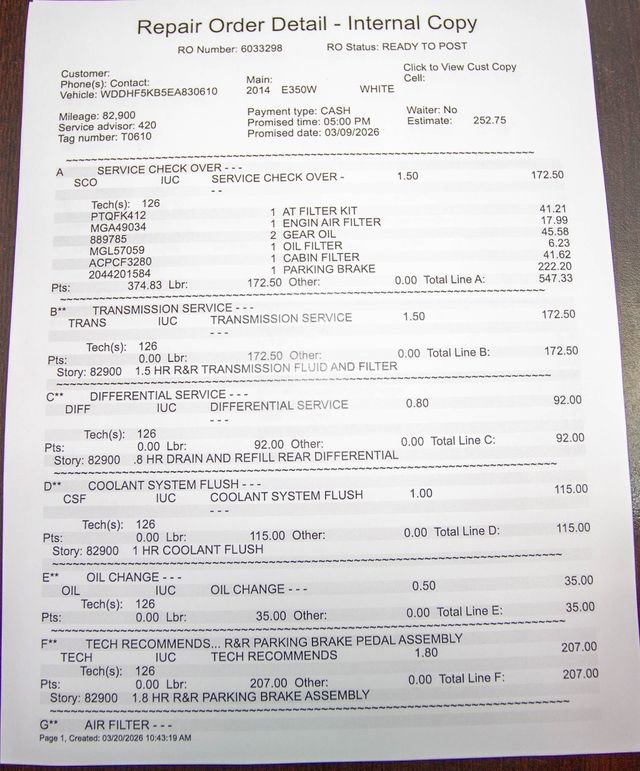 Repair Order Detail - Internal Copy
RO Number: 6033298 RO Status: READY TO POST
Click to View Cust Copy
Customer:
Phone(s): Contact: Main: Cell:
Vehicle: WDDHF5KB5EA830610 2014 E350W WHITE
Mileage: 82,900 Payment type: CASH Waiter: No
Service advisor: 420 Promised time: 05:00 PM Estimate: 252.75
Tag number: T0610 Promised date: 03/09/2026
~~~~~~~~~~~~~~~~~~~~~~~~~~~~~~~~~~~~~~~~
A SERVICE CHECK OVER - - -
SCO IUC SERVICE CHECK OVER - 1.50 172.50
- -
Tech(s): 126
PTQFK412 1 AT FILTER KIT 41.21
MGA49034 1 ENGIN AIR FILTER 17.99
889785 2 GEAR OIL 45.58
MGL57059 1 OIL FILTER 6.23
ACPCF3280 1 CABIN FILTER 41.62
2044201584 1 PARKING BRAKE 222.20
Pts: 374.83 Lbr: 172.50 Other: 0.00 Total Line A: 547.33
~~~~~~~~~~~~~~~~~~~~~~~~~~~~~~~~~~~~~~~~
B** TRANSMISSION SERVICE - - -
TRANS IUC TRANSMISSION SERVICE 1.50 172.50
- - -
Tech(s): 126
Pts: 0.00 Lbr: 172.50 Other: 0.00 Total Line B: 172.50
Story: 82900 1.5 HR R&R TRANSMISSION FLUID AND FILTER
~~~~~~~~~~~~~~~~~~~~~~~~~~~~~~~~~~~~~~~~
C** DIFFERENTIAL SERVICE - - -
DIFF IUC DIFFERENTIAL SERVICE 0.80 92.00
- - -
Tech(s): 126
Pts: 0.00 Lbr: 92.00 Other: 0.00 Total Line C: 92.00
Story: 82900 .8 HR DRAIN AND REFILL REAR DIFFERENTIAL
~~~~~~~~~~~~~~~~~~~~~~~~~~~~~~~~~~~~~~~~
D** COOLANT SYSTEM FLUSH - - -
CSF IUC COOLANT SYSTEM FLUSH 1.00 115.00
- - -
Tech(s): 126
Pts: 0.00 Lbr: 115.00 Other: 0.00 Total Line D: 115.00
Story: 82900 1 HR COOLANT FLUSH
~~~~~~~~~~~~~~~~~~~~~~~~~~~~~~~~~~~~~~~~
E** OIL CHANGE - - -
OIL IUC OIL CHANGE - - - 0.50 35.00
Tech(s): 126
Pts: 0.00 Lbr: 35.00 Other: 0.00 Total Line E: 35.00
~~~~~~~~~~~~~~~~~~~~~~~~~~~~~~~~~~~~~~~~
F** TECH RECOMMENDS... R&R PARKING BRAKE PEDAL ASSEMBLY
TECH IUC TECH RECOMMENDS 1.80 207.00
Tech(s): 126
Pts: 0.00 Lbr: 207.00 Other: 0.00 Total Line F: 207.00
Story: 82900 1.8 HR R&R PARKING BRAKE ASSEMBLY
~~~~~~~~~~~~~~~~~~~~~~~~~~~~~~~~~~~~~~~~
G** AIR FILTER - - -
Page 1, Created: 03/20/2026 10:43:19 AM